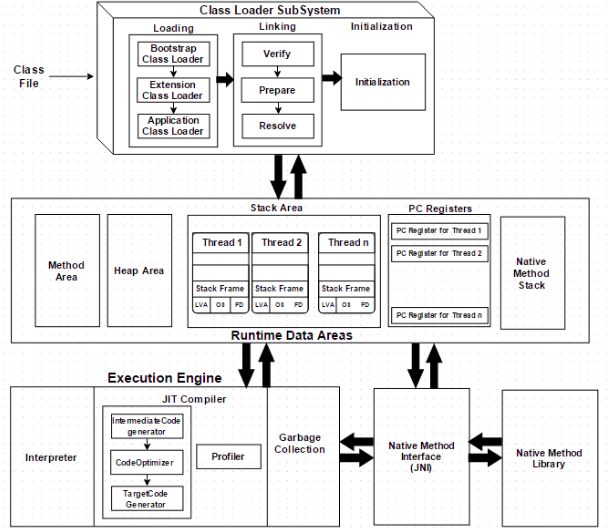 Class Loader SubSystem
Loading
Linking
Initialization
Class
File
Bootstrap
Class Loader
Extension
Class Loader
Application
Class Loader
Verify
Prepare
Resolve
Initialization
Stack Area
PC Registers
Method
Area
Heap Area
Thread 1
Stack Frame
LVA OS FD
Thread 2
Stack Frame
LVA OS FD
Thread n
Stack Frame
LVA OS FD
PC Register for Thread 1
PC Register for Thread 2
PC Register for Thread n
Native
Method
Stack
Runtime Data Areas
Execution Engine
Interpreter
JIT Compiler
IntermediateCode
generator
CodeOptimizer
TargetCode
Generator
Profiler
Garbage
Collection
Native Method
Interface
(JNI)
Native Method
Library